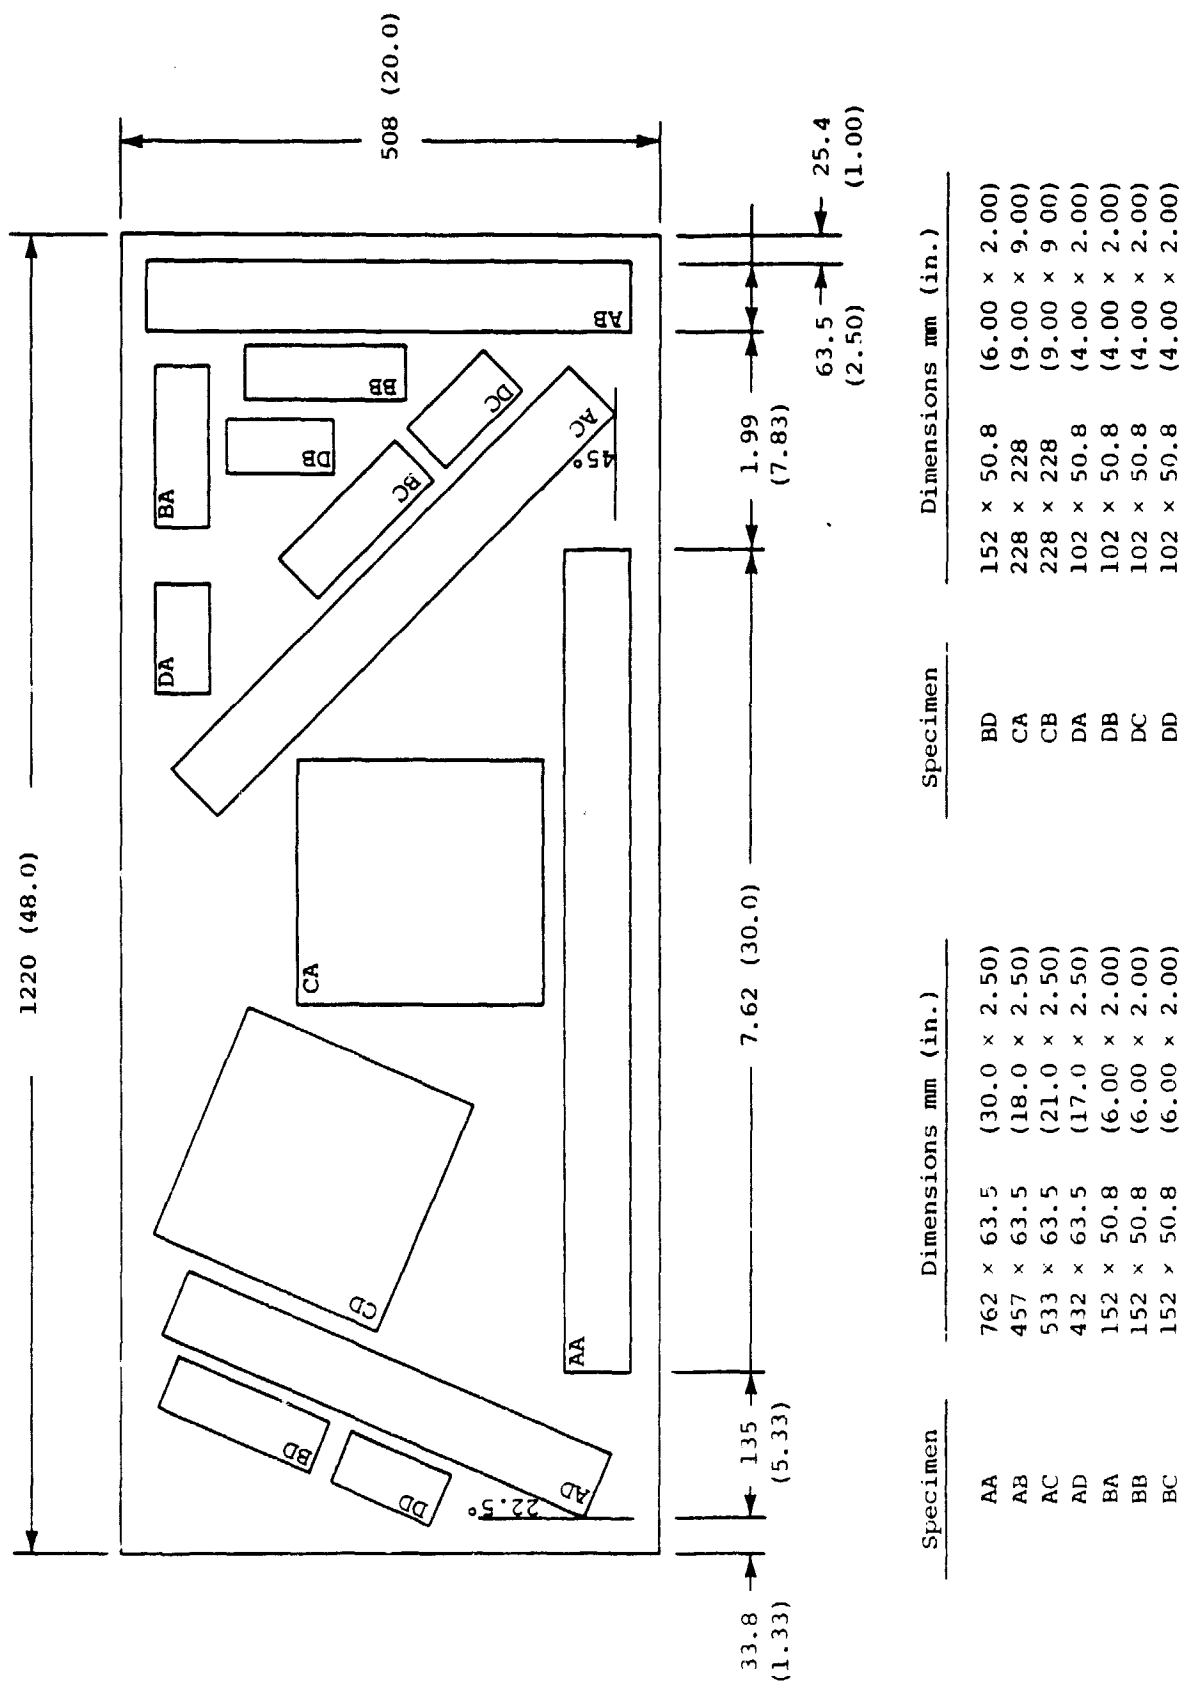 1220 (48.0)
508 (20.0)
BD
DD
AD
22.5°
CD
CA
AA
DA
BA
DB
BB
BC
DC
AC
45°
AB
33.8
(1.33)
135
(5.33)
7.62 (30.0)
1.99
(7.83)
63.5
(2.50)
25.4
(1.00)
Specimen Dimensions mm (in.)
AA 762 × 63.5 (30.0 × 2.50)
AB 457 × 63.5 (18.0 × 2.50)
AC 533 × 63.5 (21.0 × 2.50)
AD 432 × 63.5 (17.0 × 2.50)
BA 152 × 50.8 (6.00 × 2.00)
BB 152 × 50.8 (6.00 × 2.00)
BC 152 × 50.8 (6.00 × 2.00)
Specimen Dimensions mm (in.)
BD 152 × 50.8 (6.00 × 2.00)
CA 228 × 228 (9.00 × 9.00)
CB 228 × 228 (9.00 × 9 00)
DA 102 × 50.8 (4.00 × 2.00)
DB 102 × 50.8 (4.00 × 2.00)
DC 102 × 50.8 (4.00 × 2.00)
DD 102 × 50.8 (4.00 × 2.00)